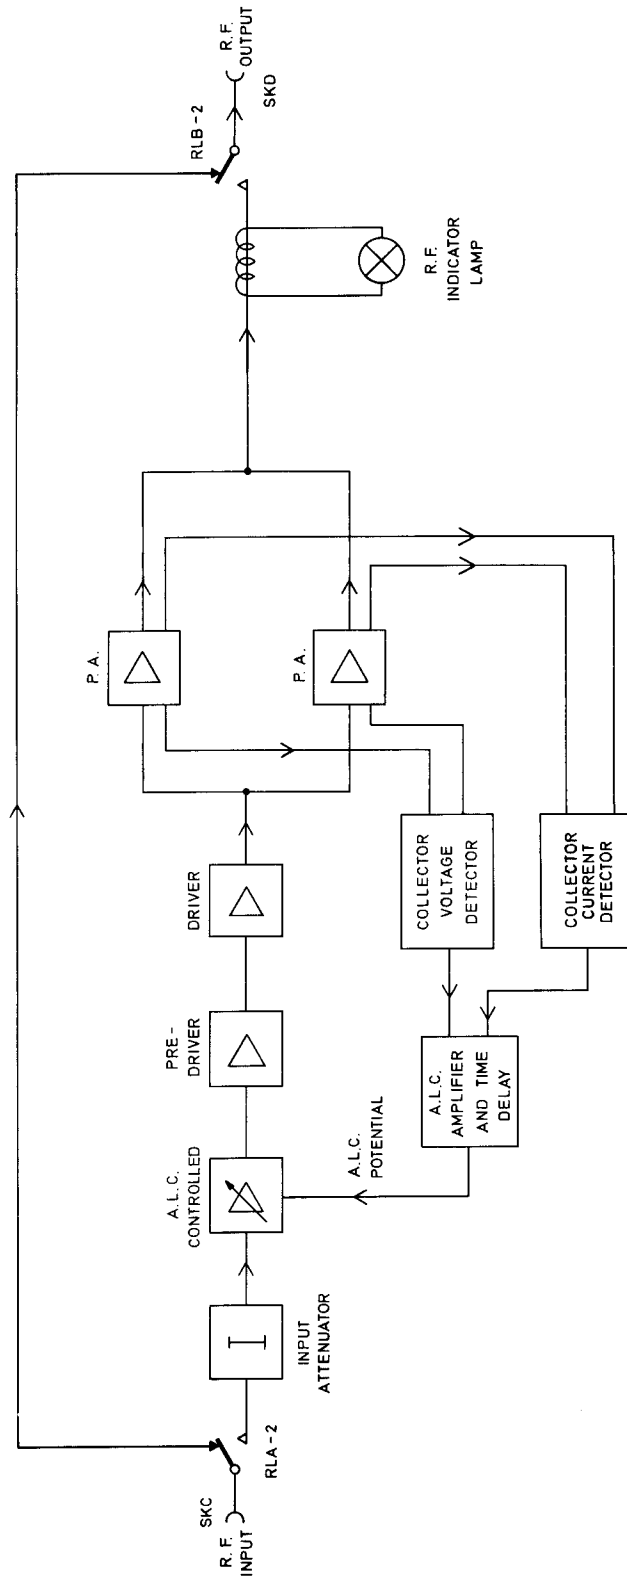 SKC
R.F.
INPUT
RLA-2
INPUT
ATTENUATOR
A.L.C.
CONTROLLED
PRE-
DRIVER
DRIVER
P.A.
P.A.
A.L.C.
POTENTIAL
A.L.C.
AMPLIFIER
AND TIME
DELAY
COLLECTOR
VOLTAGE
DETECTOR
COLLECTOR
CURRENT
DETECTOR
R.F.
INDICATOR
LAMP
RLB-2
R.F.
OUTPUT
SKD